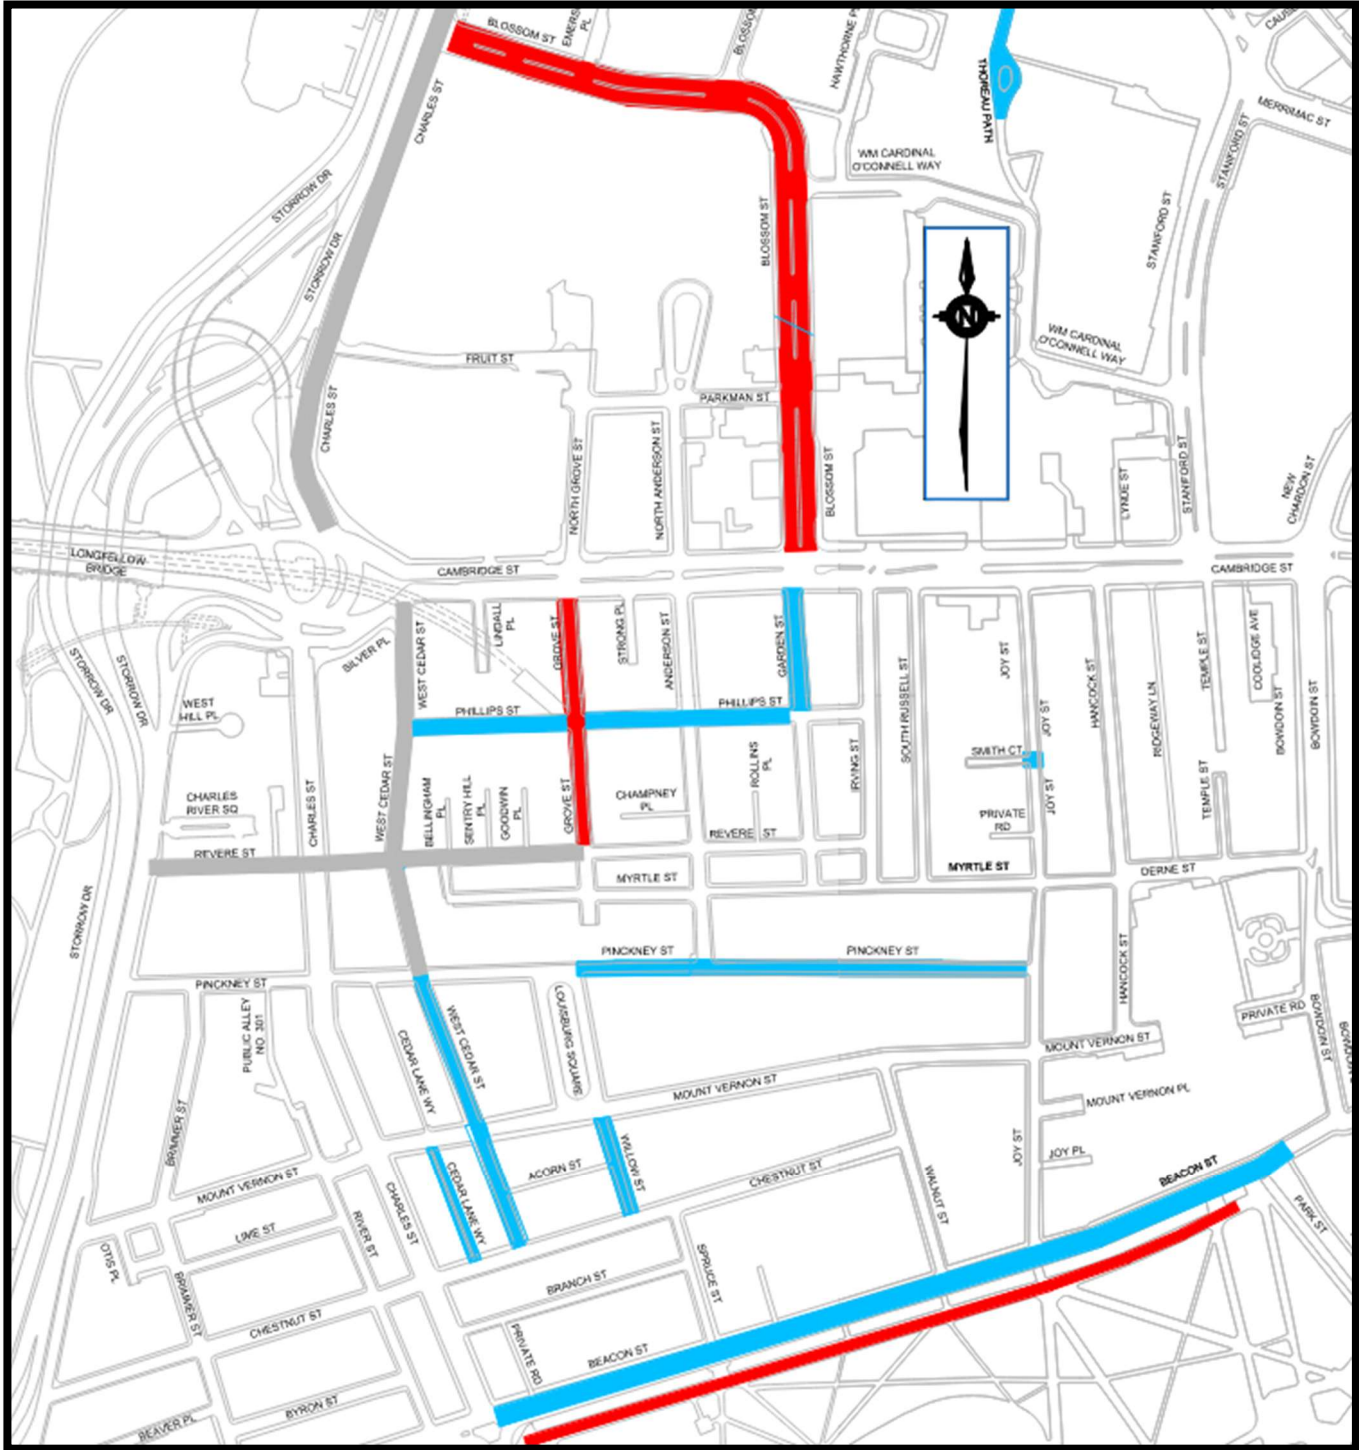 BLOSSOM ST
EMERS
PL
BLOSSO
HAWTHORNE P
THOREAU PATH
CAUS
MERRIMAC ST
STANIFORD ST
CHARLES ST
WM CARDINAL
O'CONNELL WAY
STORROW DR
STORROW DR
BLOSSOM ST
STANIFORD ST
N
WM CARDINAL
O'CONNELL WAY
FRUIT ST
PARKMAN ST
CHARLES ST
NORTH GROVE ST
NORTH ANDERSON ST
BLOSSOM ST
LYNDE ST
STANIFORD ST
NEW
CHARDON ST
LONGFELLOW
BRIDGE
CAMBRIDGE ST
CAMBRIDGE ST
SILVER PL
WEST CEDAR ST
LINDALL
PL
GROVE ST
STRONG PL
ANDERSON ST
GARDEN ST
SOUTH RUSSELL ST
JOY ST
HANCOCK ST
RIDGEWAY LN
TEMPLE ST
COOLIDGE AVE
BOWDOIN ST
BOWDOIN ST
STORROW DR
STORROW DR
WEST
HILL PL
PHILLIPS ST
PHILLIPS ST
JOY ST
SMITH CT
CHARLES
RIVER SQ
CHARLES ST
WEST CEDAR ST
BELLINGHAM
PL
SENTRY HILL
PL
GOODWIN
PL
GROVE ST
CHAMPNEY
PL
ROLLINS
PL
IRVING ST
JOY ST
PRIVATE
RD
TEMPLE ST
REVERE ST
REVERE ST
MYRTLE ST
MYRTLE ST
DERNE ST
STORROW DR
PINCKNEY ST
PINCKNEY ST
PINCKNEY ST
HANCOCK ST
PUBLIC ALLEY
NO. 301
CEDAR LANE WY
WEST CEDAR ST
LOUISBURG SQUARE
MOUNT VERNON ST
PRIVATE RD
BOWDOIN ST
BOWDOI
MOUNT VERNON ST
MOUNT VERNON PL
BRIMMER ST
MOUNT VERNON ST
CEDAR LANE WY
ACORN ST
WILLOW ST
CHESTNUT ST
WALNUT ST
JOY ST
JOY PL
BEACON ST
PARK ST
OTIS PL
LIME ST
RIVER ST
CHARLES ST
BRIMMER ST
CHESTNUT ST
BRANCH ST
SPRUCE ST
PRIVATE RD
BEACON ST
BEAVER PL
BYRON ST